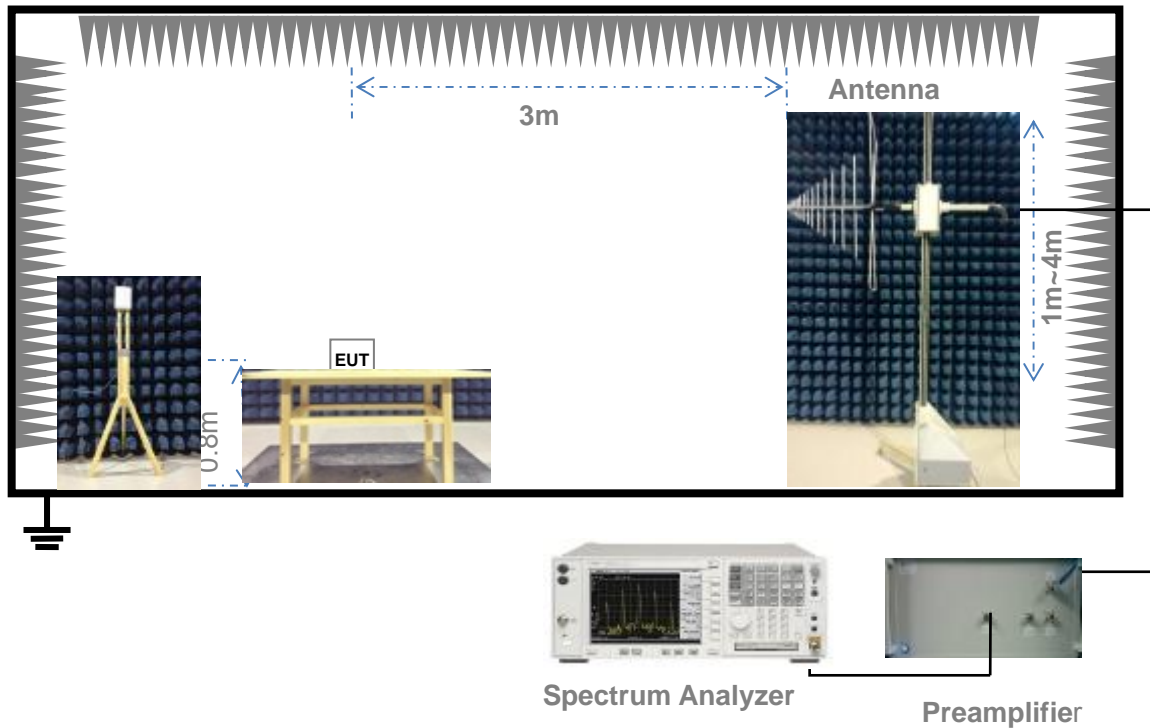 Antenna
3m
1m~4m
EUT
0.8m
Spectrum Analyzer
Preamplifier